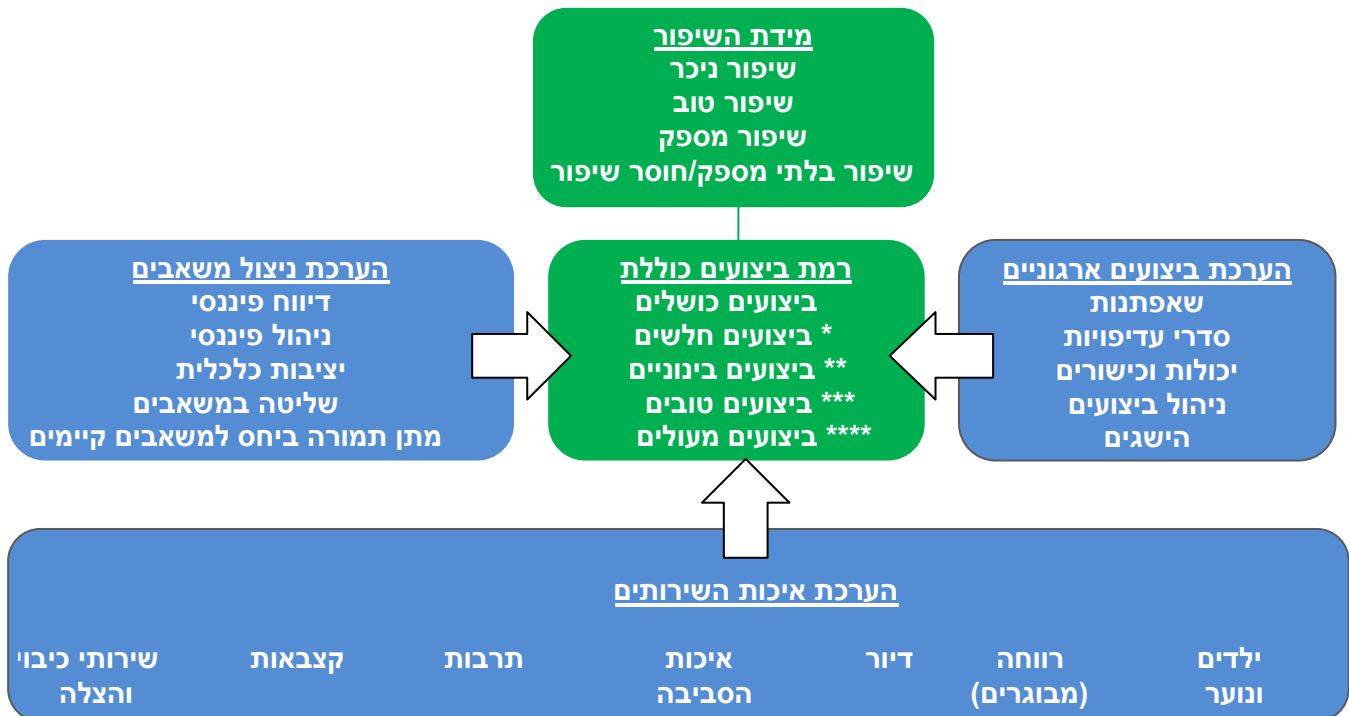 מידת השיפור
שיפור ניכר
שיפור טוב
שיפור מספק
שיפור בלתי מספק/חוסר שיפור
הערכת ביצועים ארגוניים
שאפתנות
סדרי עדיפויות
יכולות וכישורים
ניהול ביצועים
הישגים
רמת ביצועים כוללת
ביצועים כושלים
* ביצועים חלשים
** ביצועים בינוניים
*** ביצועים טובים
**** ביצועים מעולים
הערכת ניצול משאבים
דיווח פיננסי
ניהול פיננסי
יציבות כלכלית
שליטה במשאבים
מתן תמורה ביחס למשאבים קיימים
הערכת איכות השירותים
ילדים
ונוער
רווחה
(מבוגרים)
דיור
איכות
הסביבה
תרבות
קצבאות
שירותי כיבוי
והצלה